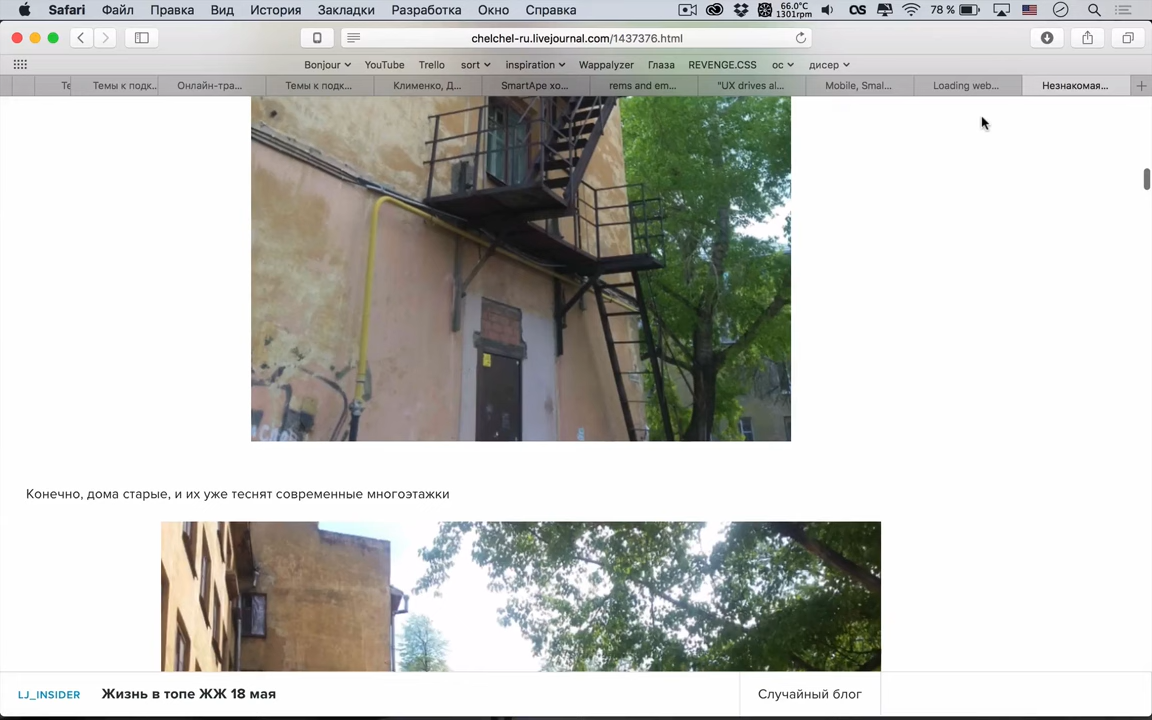 Safari Файл Правка Вид История Закладки Разработка Окно Справка 66.0°C 1301rpm 78 %
chelchel-ru.livejournal.com/1437376.html
Bonjour YouTube Trello sort inspiration Wappalyzer Глаза REVENGE.CSS ос дисер
Те Темы к подк... Онлайн-тра... Темы к подк... Клименко, Д... SmartApe хо... rems and em... "UX drives al... Mobile, Smal... Loading web... Незнакомая...
Конечно, дома старые, и их уже теснят современные многоэтажки
LJ_INSIDER Жизнь в топе ЖЖ 18 мая Случайный блог